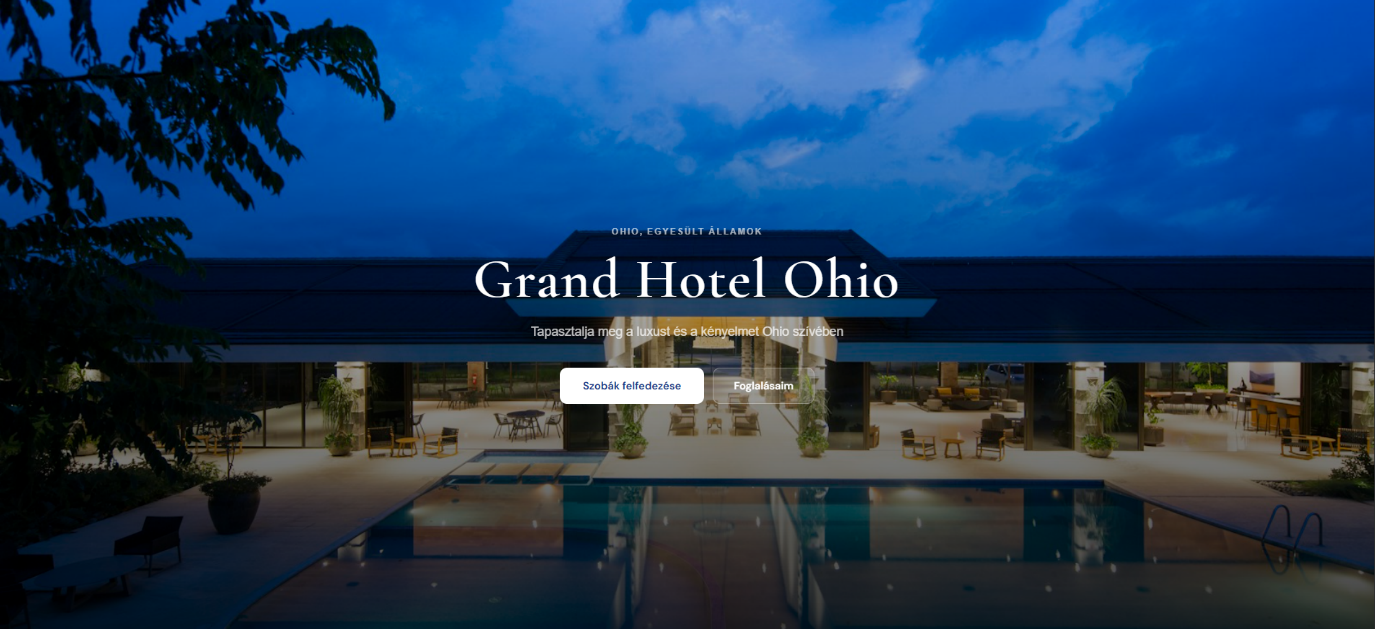 OHIO, EGYESÜLT ÁLLAMOK
Grand Hotel Ohio
Tapasztalja meg a luxust és a kényelmet Ohio szívében
Szobák felfedezése
Foglalásaim